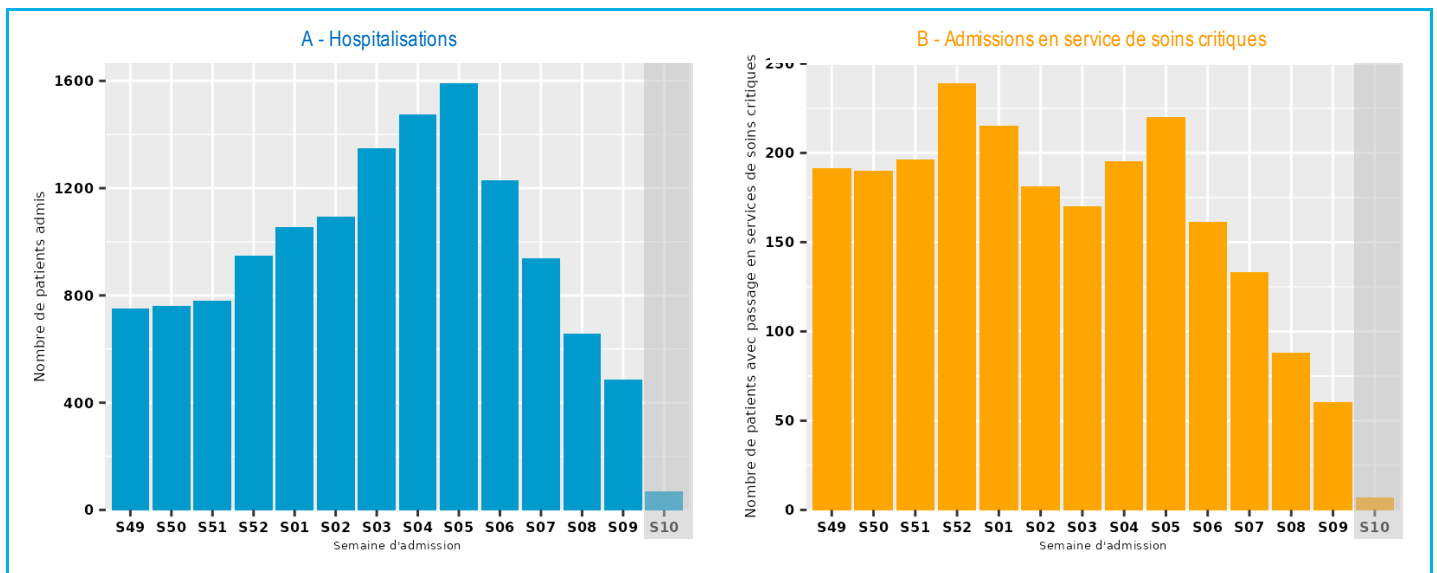 A - Hospitalisations
Nombre de patients admis
1600
1200
800
400
0
S49 S50 S51 S52 S01 S02 S03 S04 S05 S06 S07 S08 S09 S10
Semaine d'admission
B - Admissions en service de soins critiques
Nombre de patients avec passage en services de soins critiques
250
200
150
100
50
0
S49 S50 S51 S52 S01 S02 S03 S04 S05 S06 S07 S08 S09 S10
Semaine d'admission